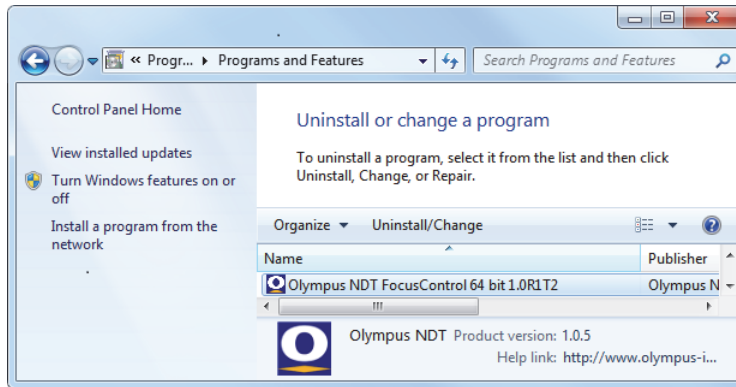 « Progr... ▸ Programs and Features
Search Programs and Features
Control Panel Home
View installed updates
Turn Windows features on or
off
Install a program from the
network
Uninstall or change a program
To uninstall a program, select it from the list and then click
Uninstall, Change, or Repair.
Organize Uninstall/Change
Name Publisher
Olympus NDT FocusControl 64 bit 1.0R1T2 Olympus N
Olympus NDT Product version: 1.0.5
Help link: http://www.olympus-i...